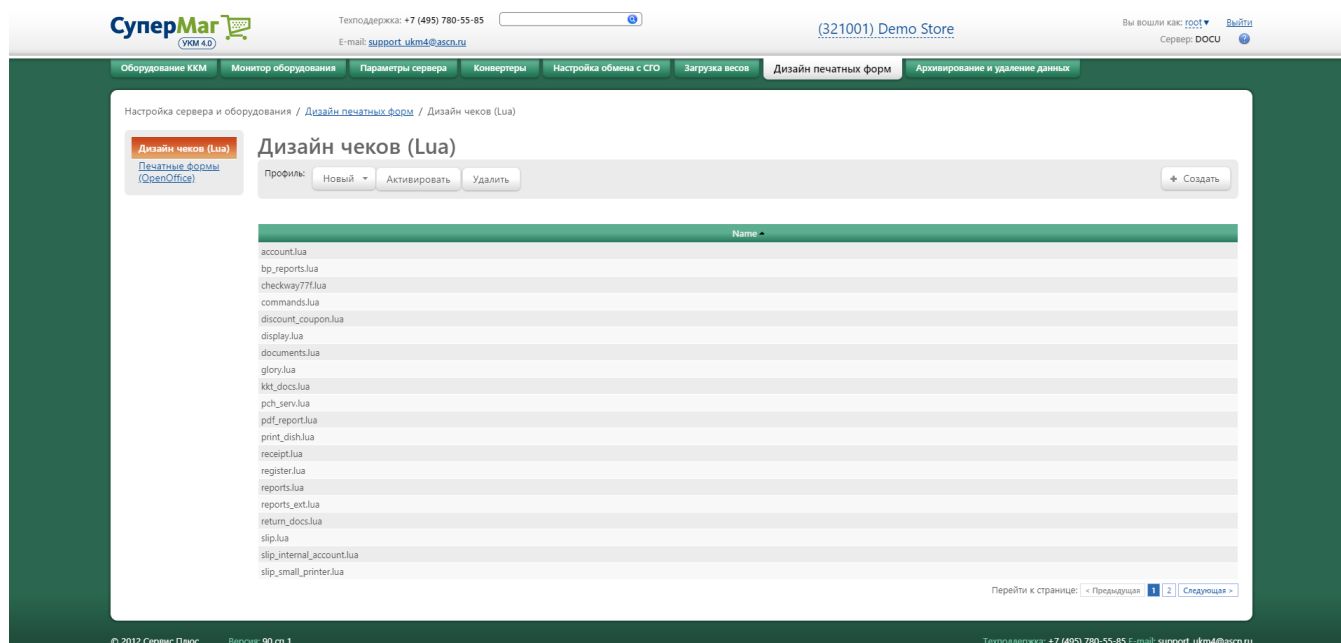 СуперМаг
(УКМ 4.0)
Техподдержка: +7 (495) 780-55-85
E-mail: support_ukm4@ascn.ru
(321001) Demo Store
Вы вошли как: root ▾ Выйти
Сервер: DOCU ?
Оборудование ККМ Монитор оборудования Параметры сервера Конвертеры Настройка обмена с СГО Загрузка весов Дизайн печатных форм Архивирование и удаление данных
Настройка сервера и оборудования / Дизайн печатных форм / Дизайн чеков (Lua)
Дизайн чеков (Lua)
Печатные формы
(OpenOffice)
Дизайн чеков (Lua)
Профиль: Новый Активировать Удалить + Создать
Name
account.lua
bp_reports.lua
checkway77f.lua
commands.lua
discount_coupon.lua
display.lua
documents.lua
glory.lua
kkt_docs.lua
pch_serv.lua
pdf_report.lua
print_dish.lua
receipt.lua
register.lua
reports.lua
reports_ext.lua
return_docs.lua
slip.lua
slip_internal_account.lua
slip_small_printer.lua
Перейти к странице: < Предыдущая 1 2 Следующая >
© 2012 Сервис Плюс Версия: 90 сп 1 Техподдержка: +7 (495) 780-55-85 E-mail: support_ukm4@ascn.ru